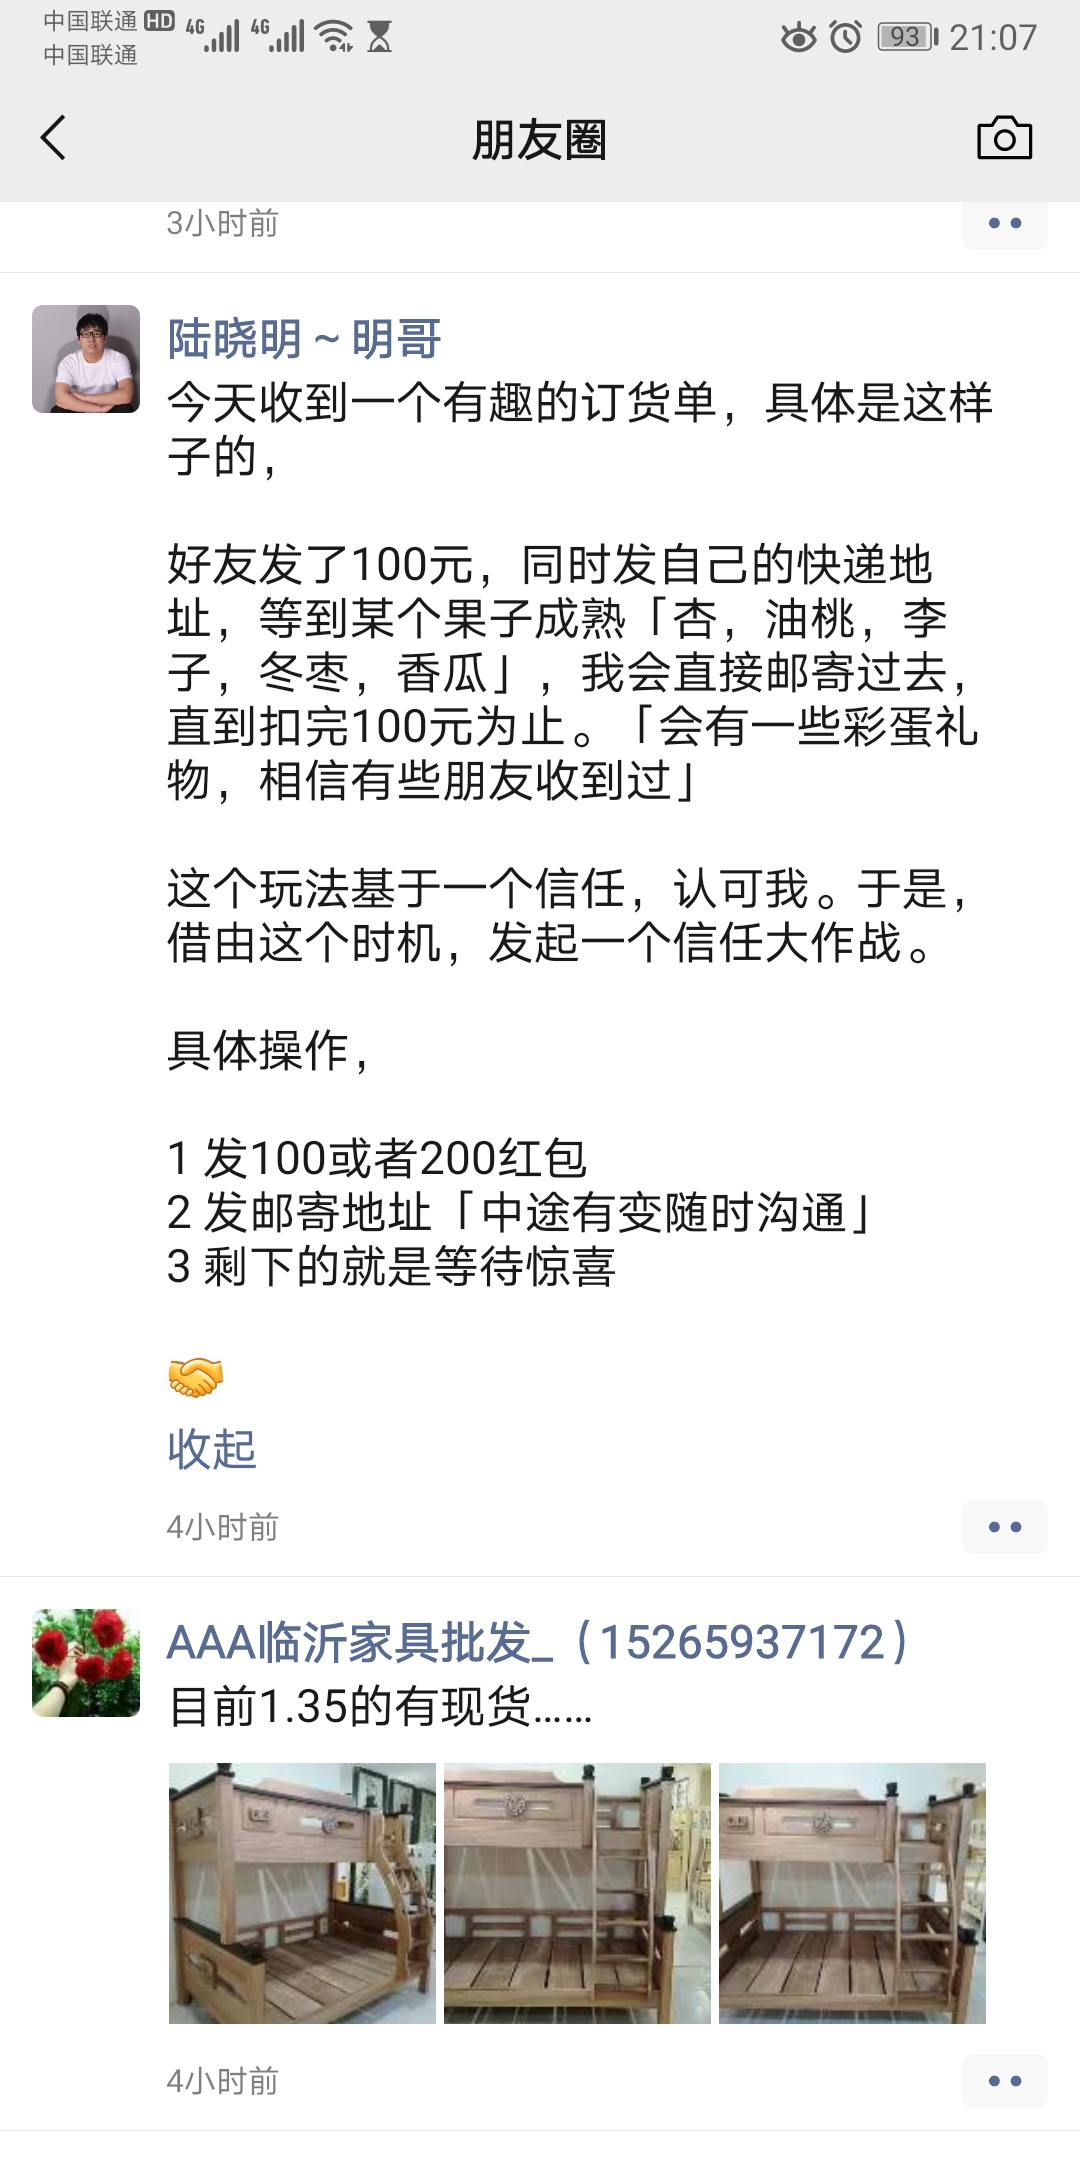 中国联通 HD 4G 4G 93 21:07
中国联通
朋友圈
3小时前
陆晓明 ~ 明哥
今天收到一个有趣的订货单，具体是这样
子的，
好友发了100元，同时发自己的快递地
址，等到某个果子成熟「杏，油桃，李
子，冬枣，香瓜」，我会直接邮寄过去，
直到扣完100元为止。「会有一些彩蛋礼
物，相信有些朋友收到过」
这个玩法基于一个信任，认可我。于是，
借由这个时机，发起一个信任大作战。
具体操作，
1 发100或者200红包
2 发邮寄地址「中途有变随时沟通」
3 剩下的就是等待惊喜
🤝
收起
4小时前
AAA临沂家具批发_（15265937172）
目前1.35的有现货……
4小时前